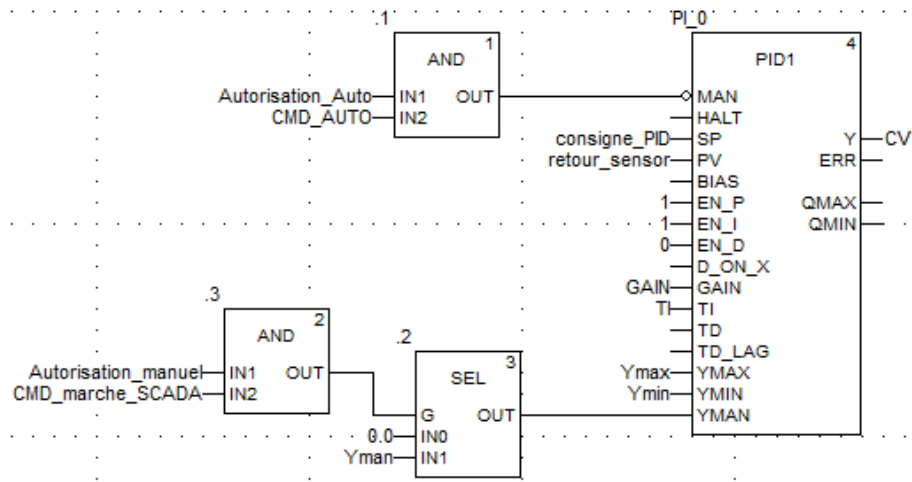 .1
PI_0
1
AND
Autorisation_Auto IN1 OUT
CMD_AUTO IN2
4
PID1
MAN
HALT
consigne_PID SP Y CV
retour_sensor PV ERR
BIAS
1 EN_P QMAX
1 EN_I QMIN
0 EN_D
D_ON_X
GAIN GAIN
TI TI
TD
TD_LAG
Ymax YMAX
Ymin YMIN
YMAN
.3
2
AND
Autorisation_manuel IN1 OUT
CMD_marche_SCADA IN2
.2
3
SEL
G OUT
0.0 IN0
Yman IN1